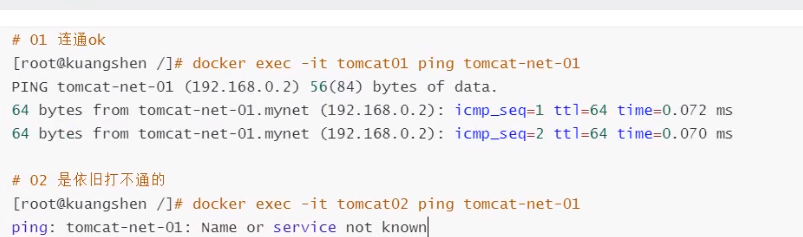 # 01 连通ok
[root@kuangshen /]# docker exec -it tomcat01 ping tomcat-net-01
PING tomcat-net-01 (192.168.0.2) 56(84) bytes of data.
64 bytes from tomcat-net-01.mynet (192.168.0.2): icmp_seq=1 ttl=64 time=0.072 ms
64 bytes from tomcat-net-01.mynet (192.168.0.2): icmp_seq=2 ttl=64 time=0.070 ms
# 02 是依旧打不通的
[root@kuangshen /]# docker exec -it tomcat02 ping tomcat-net-01
ping: tomcat-net-01: Name or service not known